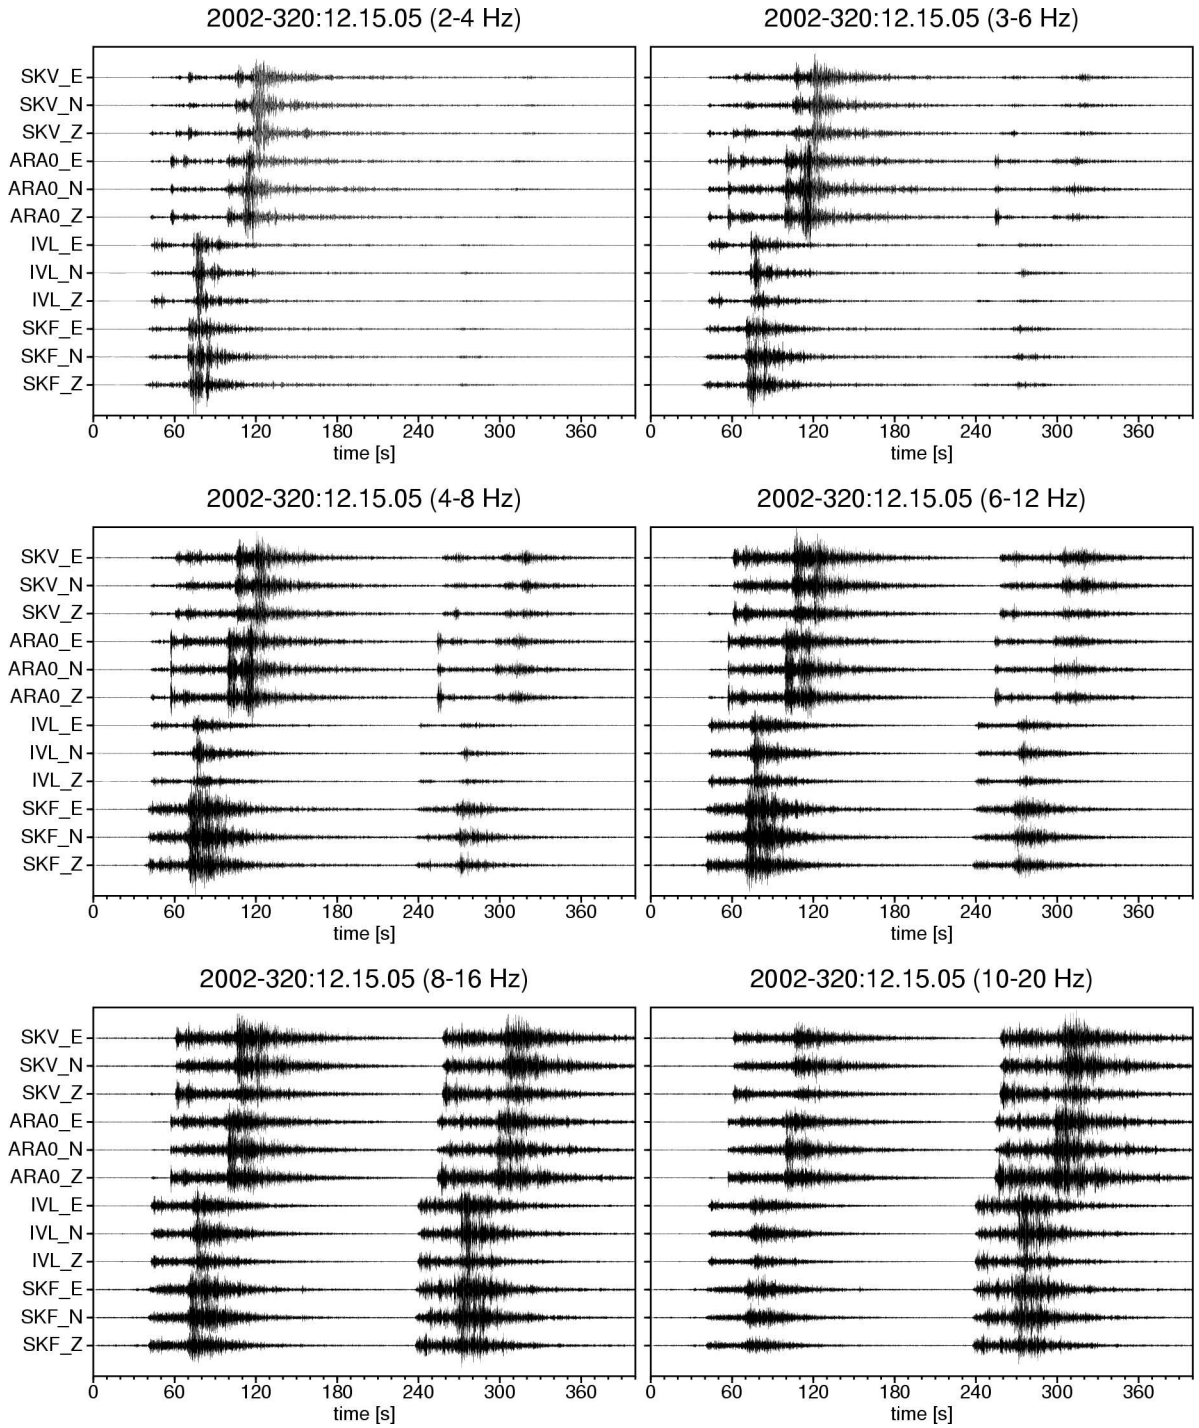 2002-320:12.15.05 (2-4 Hz)
SKV_E
SKV_N
SKV_Z
ARA0_E
ARA0_N
ARA0_Z
IVL_E
IVL_N
IVL_Z
SKF_E
SKF_N
SKF_Z
0 60 120 180 240 300 360
time [s]
2002-320:12.15.05 (3-6 Hz)
0 60 120 180 240 300 360
time [s]
2002-320:12.15.05 (4-8 Hz)
SKV_E
SKV_N
SKV_Z
ARA0_E
ARA0_N
ARA0_Z
IVL_E
IVL_N
IVL_Z
SKF_E
SKF_N
SKF_Z
0 60 120 180 240 300 360
time [s]
2002-320:12.15.05 (6-12 Hz)
0 60 120 180 240 300 360
time [s]
2002-320:12.15.05 (8-16 Hz)
SKV_E
SKV_N
SKV_Z
ARA0_E
ARA0_N
ARA0_Z
IVL_E
IVL_N
IVL_Z
SKF_E
SKF_N
SKF_Z
0 60 120 180 240 300 360
time [s]
2002-320:12.15.05 (10-20 Hz)
0 60 120 180 240 300 360
time [s]